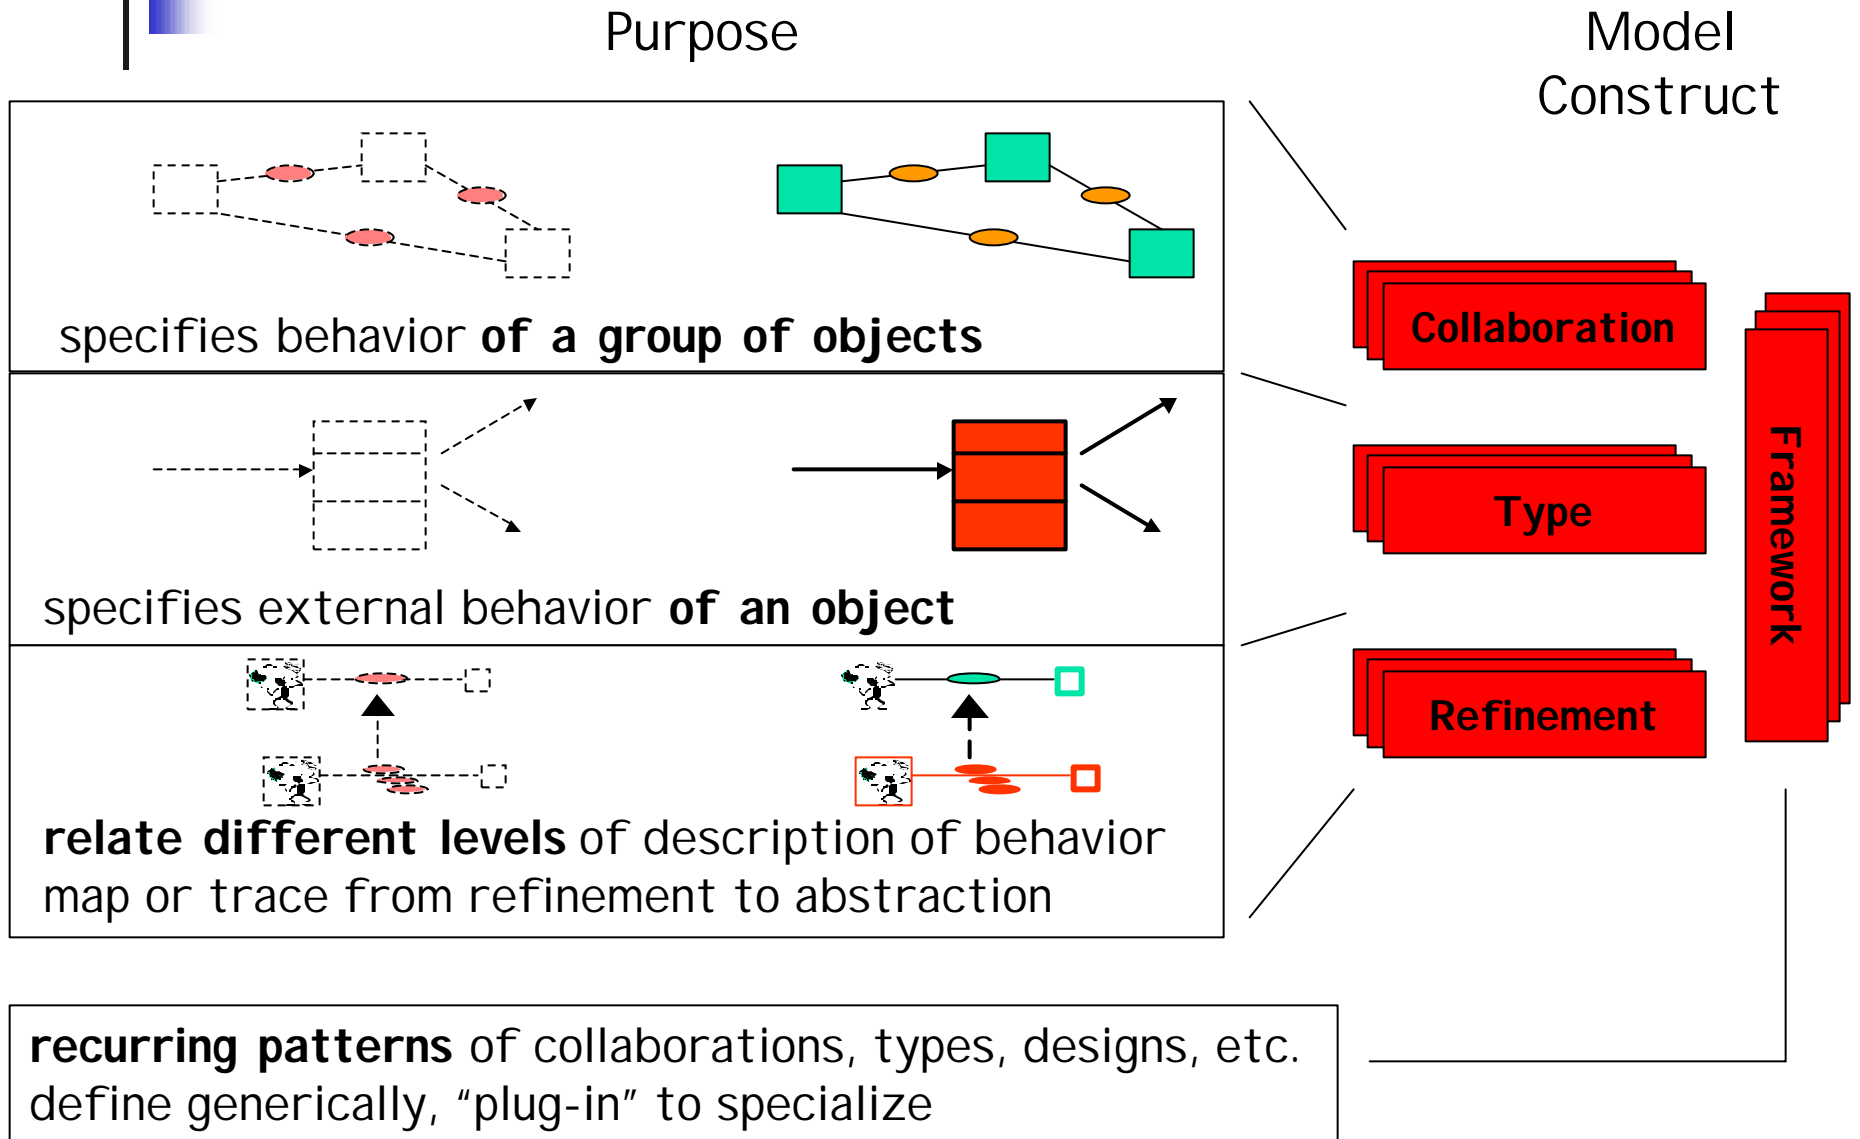 Purpose
Model
Construct
specifies behavior of a group of objects
Collaboration
specifies external behavior of an object
Type
Framework
relate different levels of description of behavior
map or trace from refinement to abstraction
Refinement
recurring patterns of collaborations, types, designs, etc.
define generically, “plug-in” to specialize